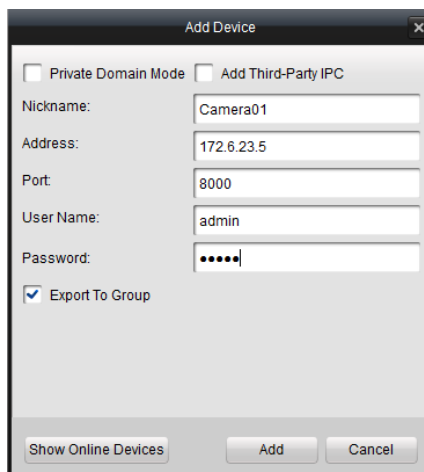 Add Device
Private Domain Mode Add Third-Party IPC
Nickname: Camera01
Address: 172.6.23.5
Port: 8000
User Name: admin
Password: •••••
Export To Group
Show Online Devices Add Cancel